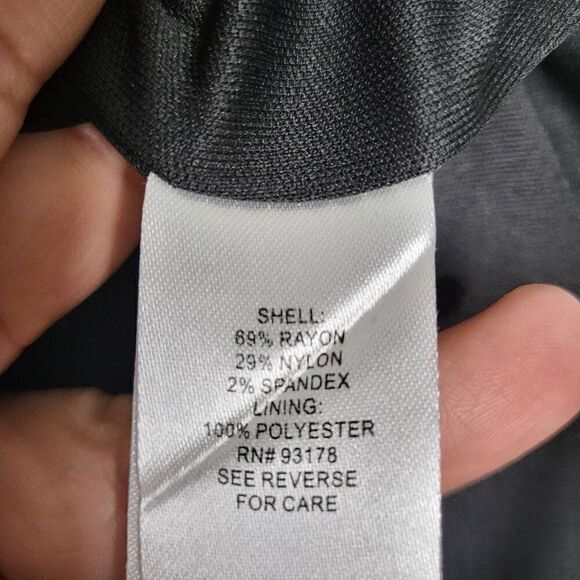 SHELL:
69% RAYON
29% NYLON
2% SPANDEX
LINING:
100% POLYESTER
RN# 93178
SEE REVERSE
FOR CARE